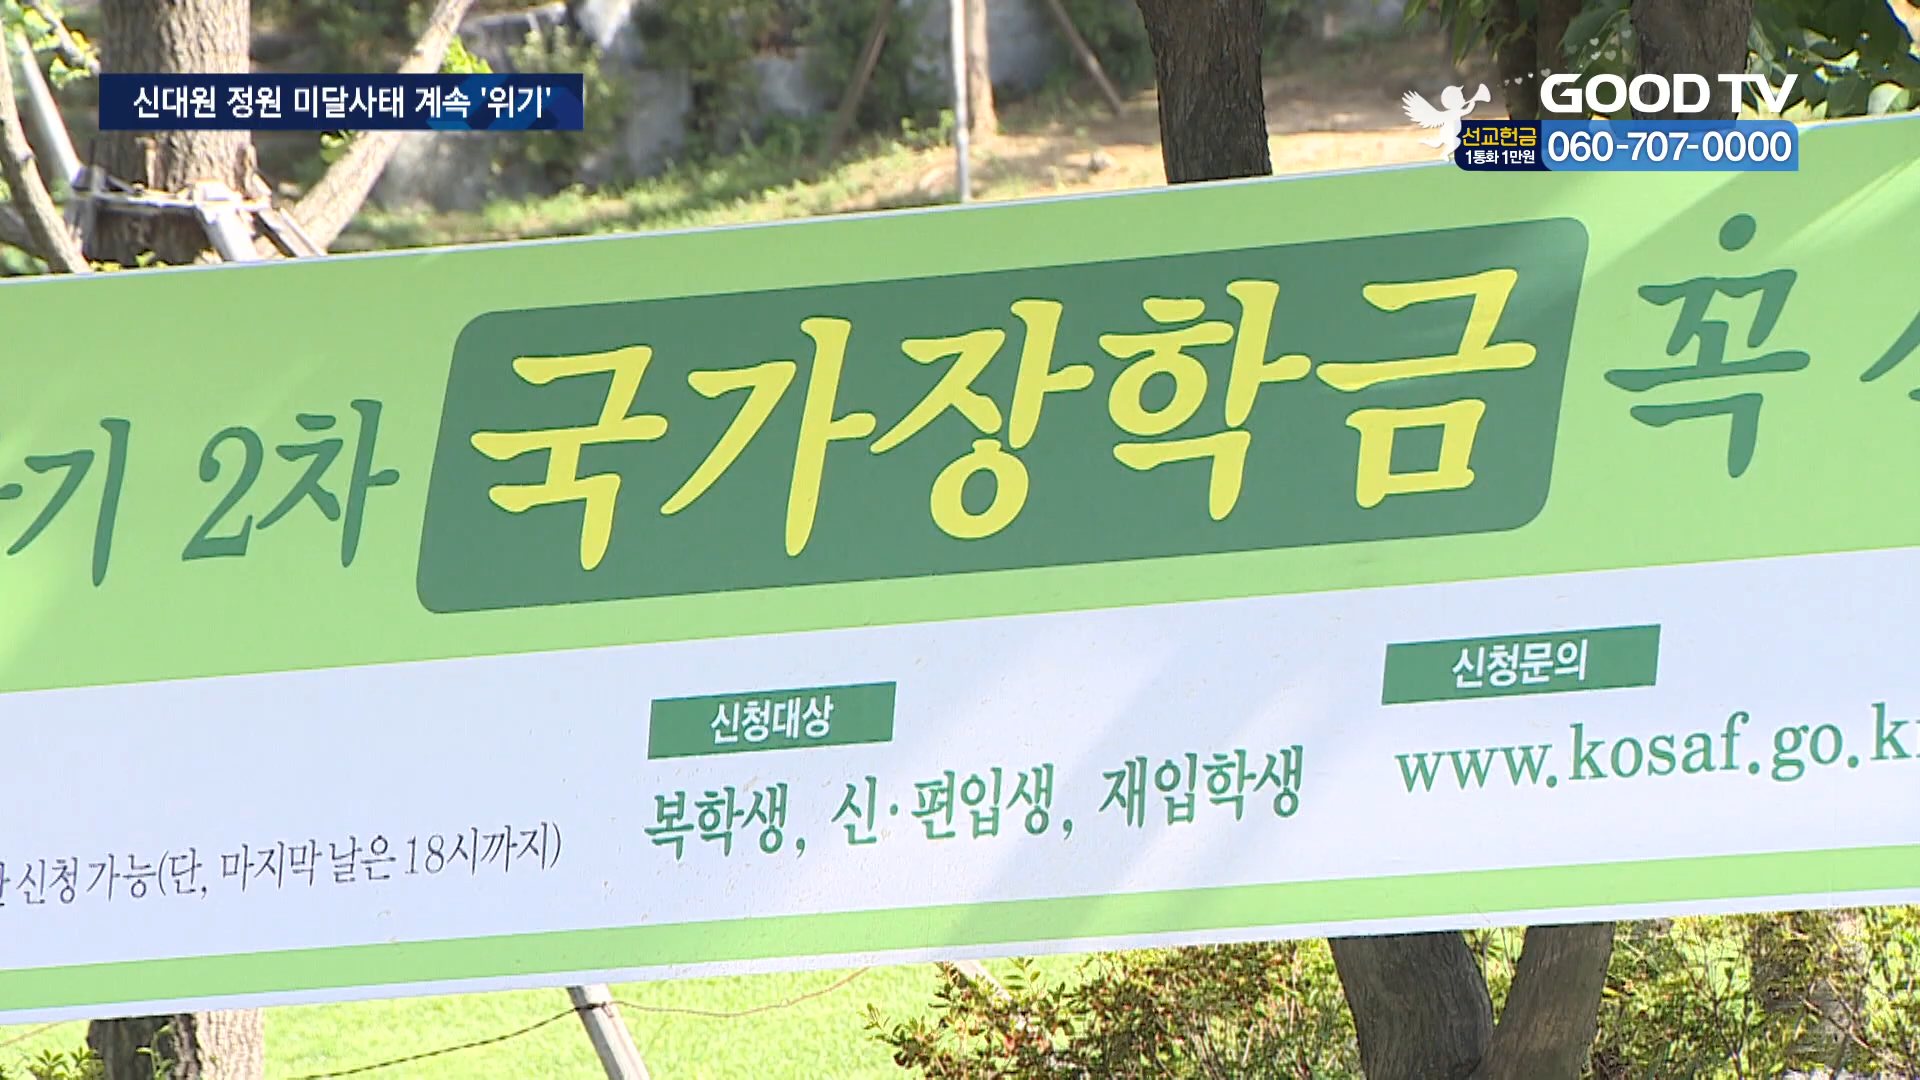 신대원 정원 미달사태 계속 '위기'
GOOD TV
선교헌금
1통화 1만원
060-707-0000
기 2차 국가장학금 꼭
신청대상
신청문의
복학생, 신·편입생, 재입학생
www.kosaf.go.kr
신청 가능(단, 마지막 날은 18시까지)